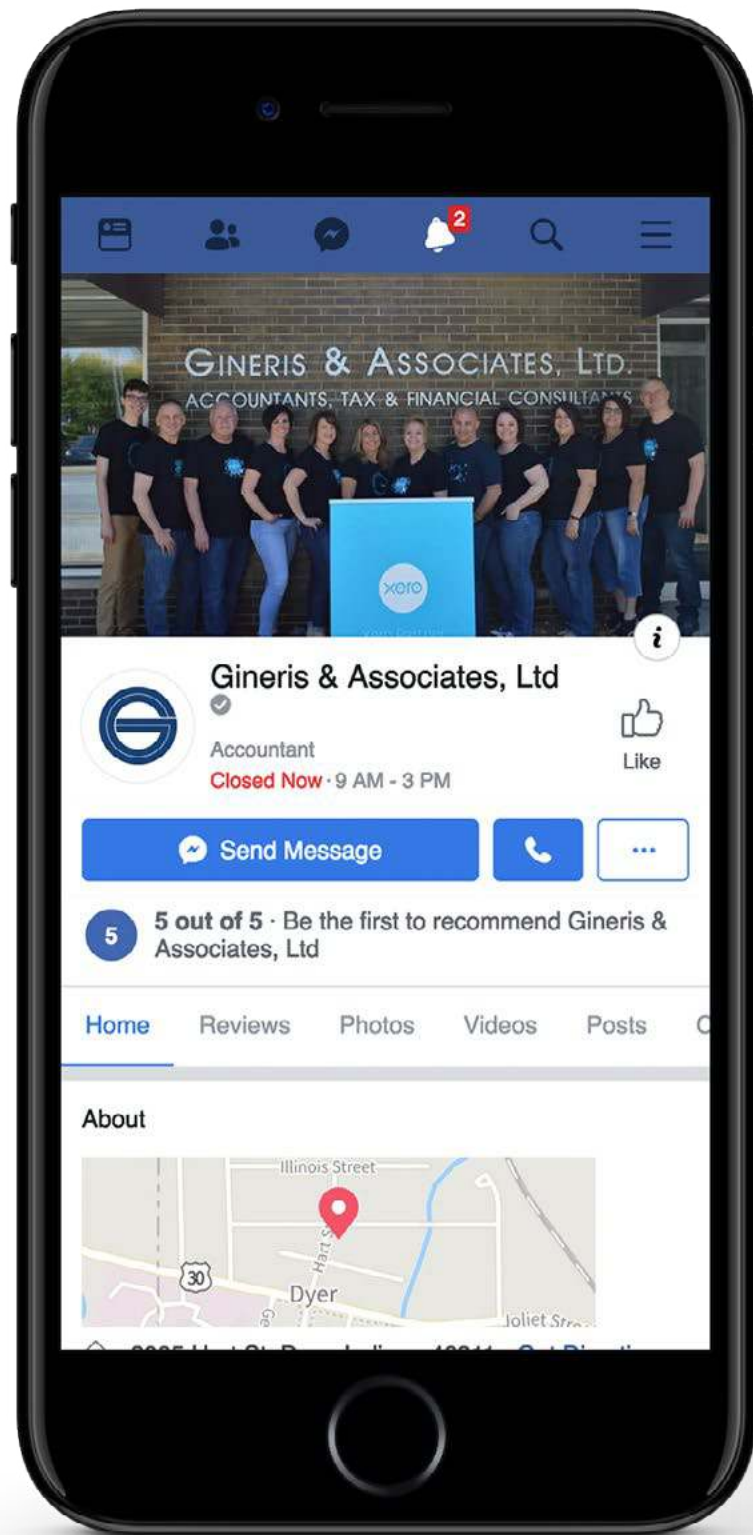 2
GINERIS & ASSOCIATES, LTD.
ACCOUNTANTS, TAX & FINANCIAL CONSULTANTS
xero
i
Gineris & Associates, Ltd
Accountant
Like
Closed Now · 9 AM - 3 PM
Send Message
5
5 out of 5 · Be the first to recommend Gineris &
Associates, Ltd
Home Reviews Photos Videos Posts
About
Illinois Street
Hart
30
Dyer
Joliet